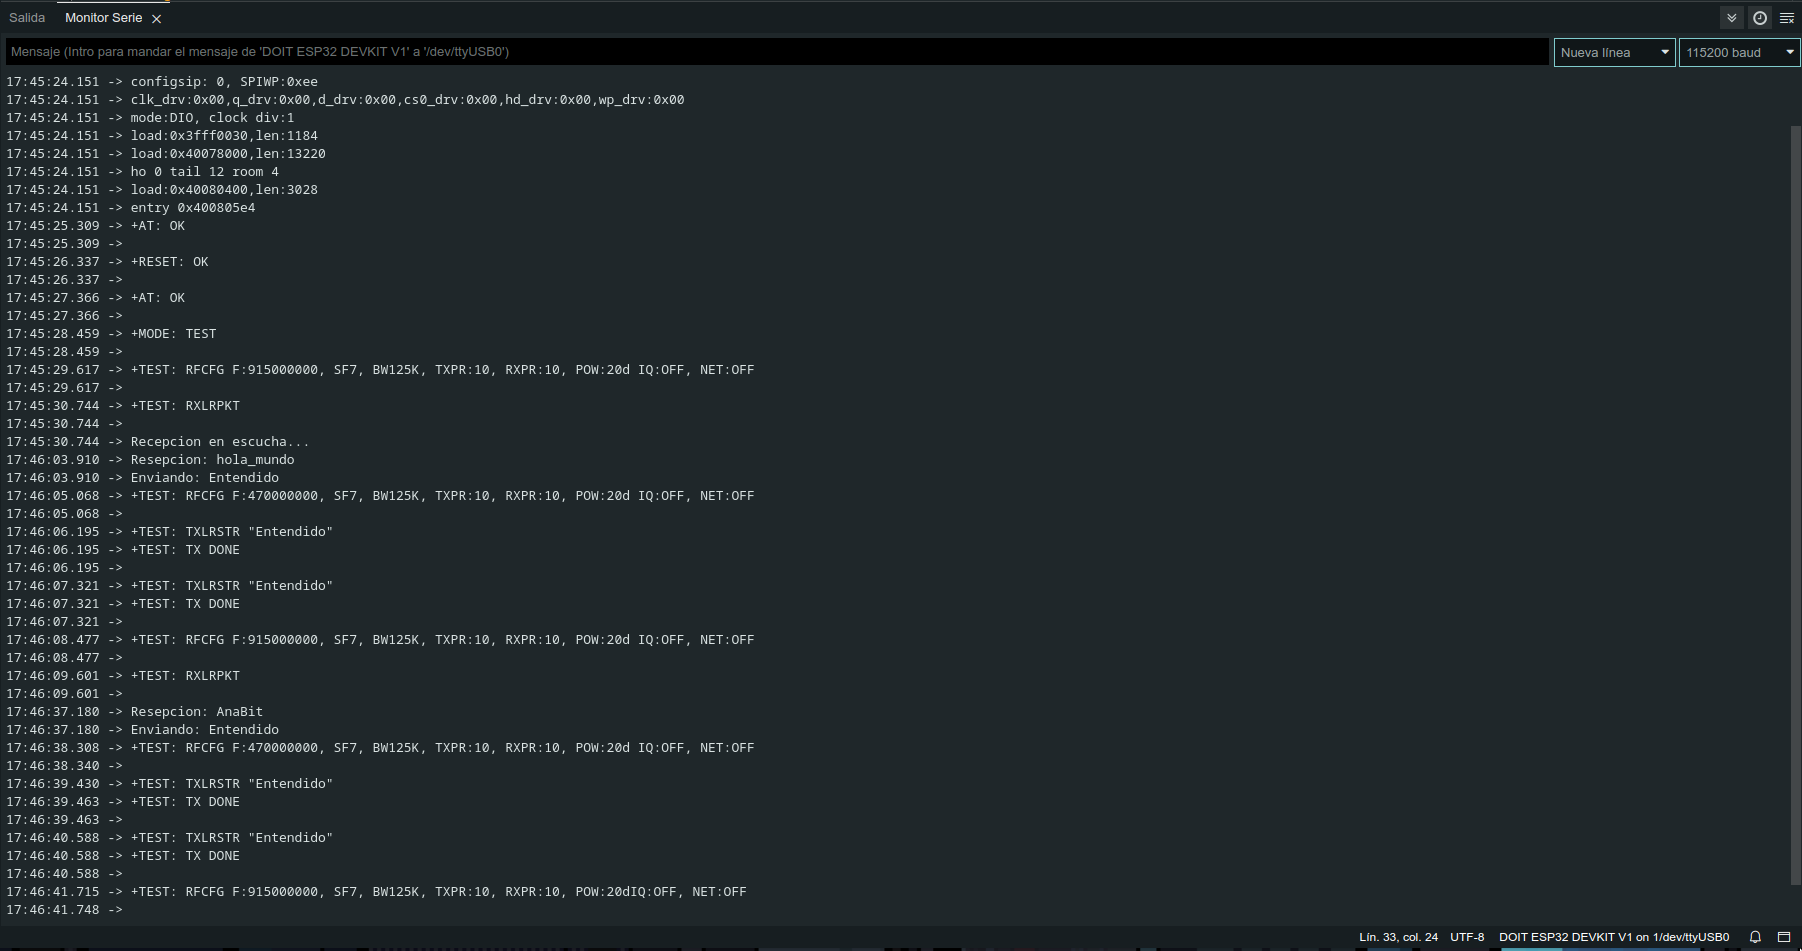 Salida Monitor Serie
Mensaje (Intro para mandar el mensaje de 'DOIT ESP32 DEVKIT V1' a '/dev/ttyUSB0') Nueva línea 115200 baud
17:45:24.151 -> configsip: 0, SPIWP:0xee
17:45:24.151 -> clk_drv:0x00,q_drv:0x00,d_drv:0x00,cs0_drv:0x00,hd_drv:0x00,wp_drv:0x00
17:45:24.151 -> mode:DIO, clock div:1
17:45:24.151 -> load:0x3fff0030,len:1184
17:45:24.151 -> load:0x40078000,len:13220
17:45:24.151 -> ho 0 tail 12 room 4
17:45:24.151 -> load:0x40080400,len:3028
17:45:24.151 -> entry 0x400805e4
17:45:25.309 -> +AT: OK
17:45:25.309 ->
17:45:26.337 -> +RESET: OK
17:45:26.337 ->
17:45:27.366 -> +AT: OK
17:45:27.366 ->
17:45:28.459 -> +MODE: TEST
17:45:28.459 ->
17:45:29.617 -> +TEST: RFCFG F:915000000, SF7, BW125K, TXPR:10, RXPR:10, POW:20d IQ:OFF, NET:OFF
17:45:29.617 ->
17:45:30.744 -> +TEST: RXLRPKT
17:45:30.744 ->
17:45:30.744 -> Recepcion en escucha...
17:46:03.910 -> Resepcion: hola_mundo
17:46:03.910 -> Enviando: Entendido
17:46:05.068 -> +TEST: RFCFG F:470000000, SF7, BW125K, TXPR:10, RXPR:10, POW:20d IQ:OFF, NET:OFF
17:46:05.068 ->
17:46:06.195 -> +TEST: TXLRSTR "Entendido"
17:46:06.195 -> +TEST: TX DONE
17:46:06.195 ->
17:46:07.321 -> +TEST: TXLRSTR "Entendido"
17:46:07.321 -> +TEST: TX DONE
17:46:07.321 ->
17:46:08.477 -> +TEST: RFCFG F:915000000, SF7, BW125K, TXPR:10, RXPR:10, POW:20d IQ:OFF, NET:OFF
17:46:08.477 ->
17:46:09.601 -> +TEST: RXLRPKT
17:46:09.601 ->
17:46:37.180 -> Resepcion: AnaBit
17:46:37.180 -> Enviando: Entendido
17:46:38.308 -> +TEST: RFCFG F:470000000, SF7, BW125K, TXPR:10, RXPR:10, POW:20d IQ:OFF, NET:OFF
17:46:38.340 ->
17:46:39.430 -> +TEST: TXLRSTR "Entendido"
17:46:39.463 -> +TEST: TX DONE
17:46:39.463 ->
17:46:40.588 -> +TEST: TXLRSTR "Entendido"
17:46:40.588 -> +TEST: TX DONE
17:46:40.588 ->
17:46:41.715 -> +TEST: RFCFG F:915000000, SF7, BW125K, TXPR:10, RXPR:10, POW:20dIQ:OFF, NET:OFF
17:46:41.748 ->
Lín. 33, col. 24 UTF-8 DOIT ESP32 DEVKIT V1 on 1/dev/ttyUSB0